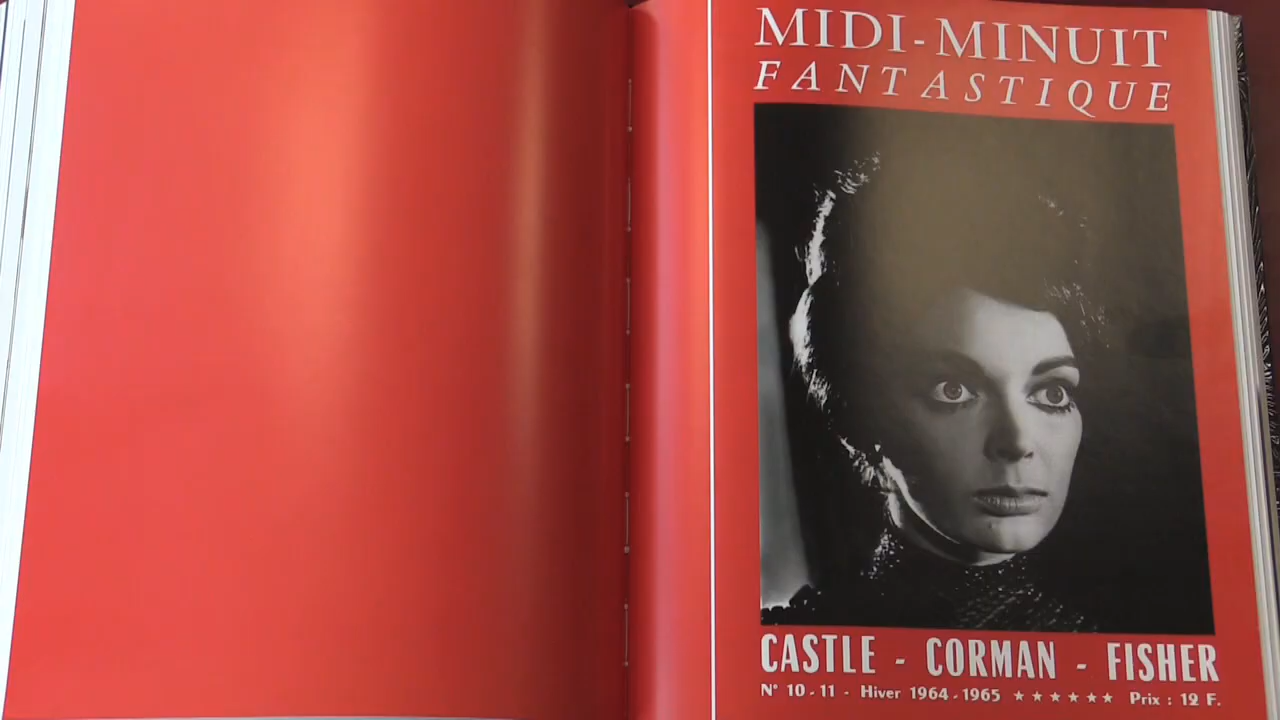 MIDI-MINUIT
FANTASTIQUE
CASTLE - CORMAN - FISHER
N° 10-11 - Hiver 1964-1965 ★★★★★★ Prix : 12 F.